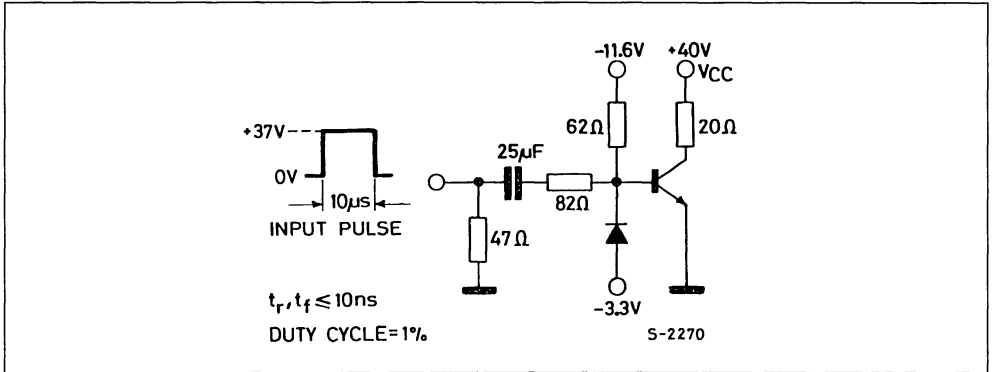 -11.6V +40V
VCC
+37V
62Ω 20Ω
25µF
0V
10µs
82Ω
INPUT PULSE
47Ω
-3.3V
tr, tf ≤ 10ns
DUTY CYCLE=1%
S-2270